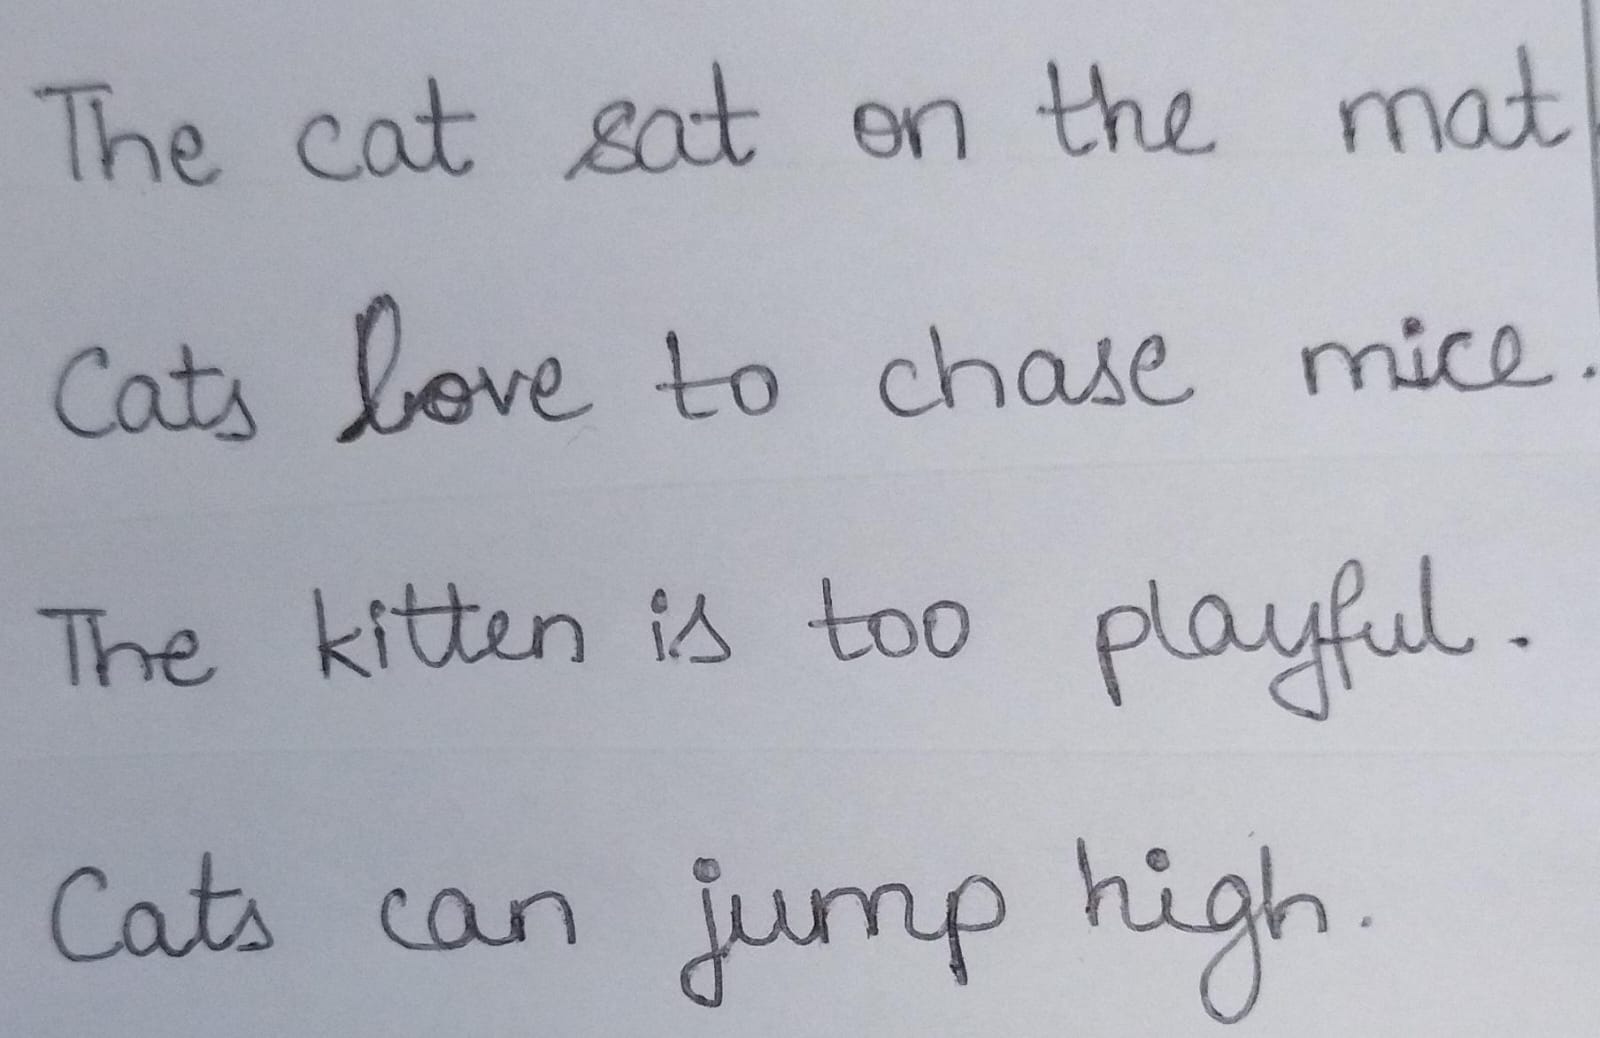 The cat sat on the mat.
Cats love to chase mice.
The kitten is too playful.
Cats can jump high.